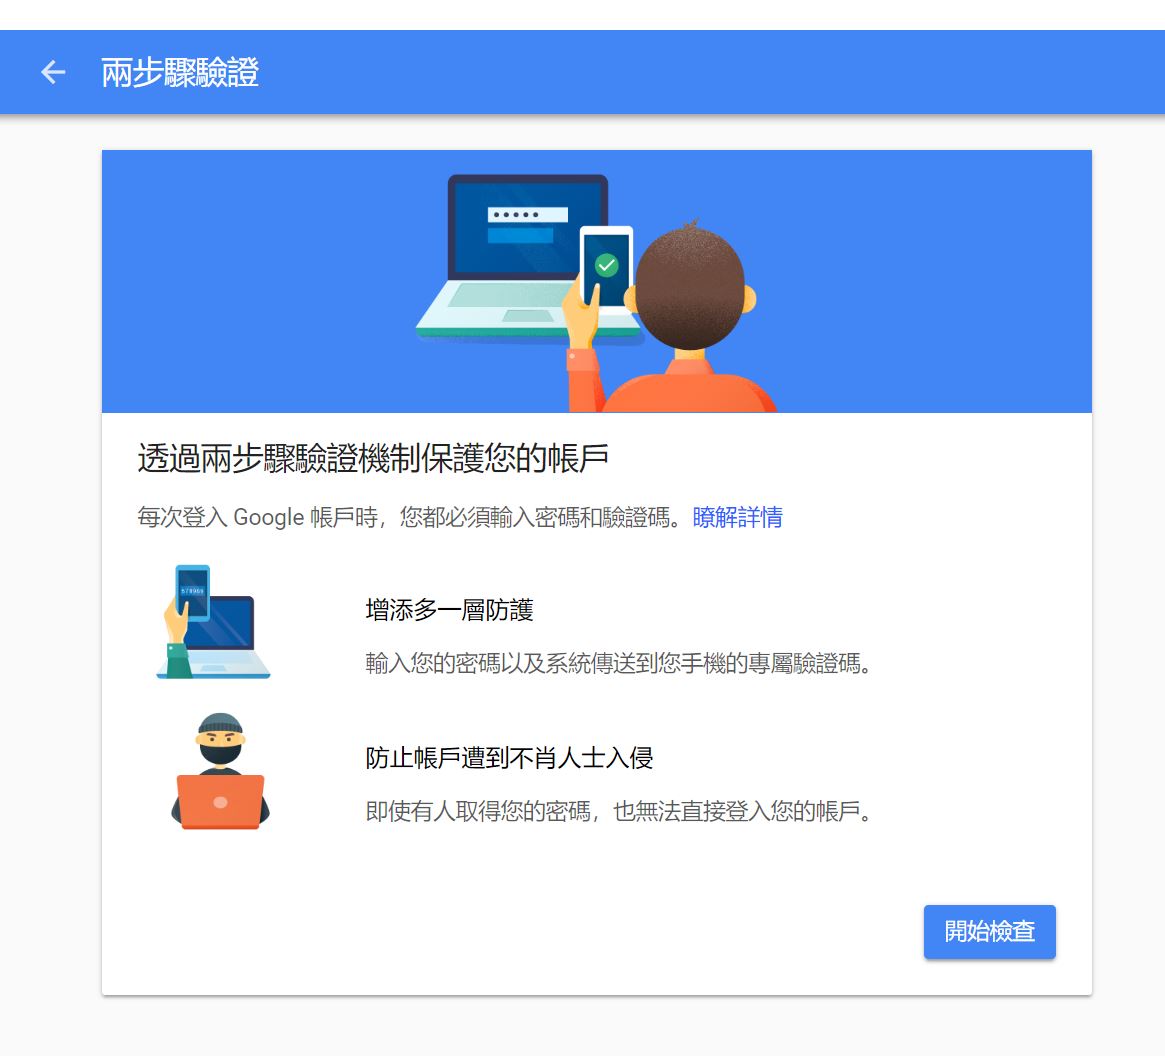 兩步驟驗證
透過兩步驟驗證機制保護您的帳戶
每次登入 Google 帳戶時，您都必須輸入密碼和驗證碼。瞭解詳情
增添多一層防護
輸入您的密碼以及系統傳送到您手機的專屬驗證碼。
防止帳戶遭到不肖人士入侵
即使有人取得您的密碼，也無法直接登入您的帳戶。
開始檢查